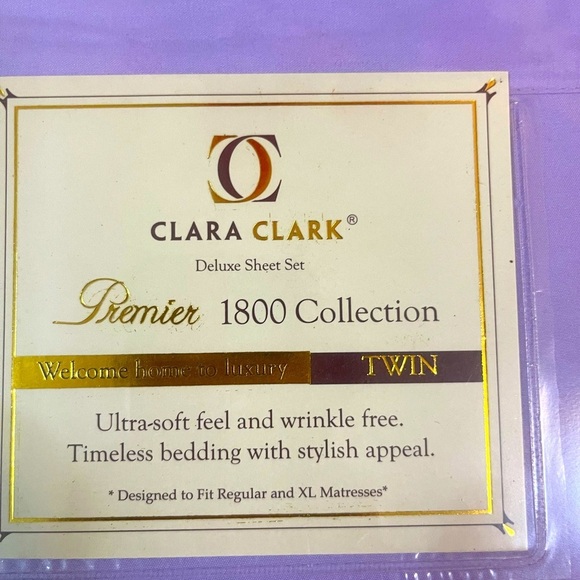 CLARA CLARK®
Deluxe Sheet Set
Premier 1800 Collection
Welcome home to luxury TWIN
Ultra-soft feel and wrinkle free.
Timeless bedding with stylish appeal.
* Designed to Fit Regular and XL Matresses*